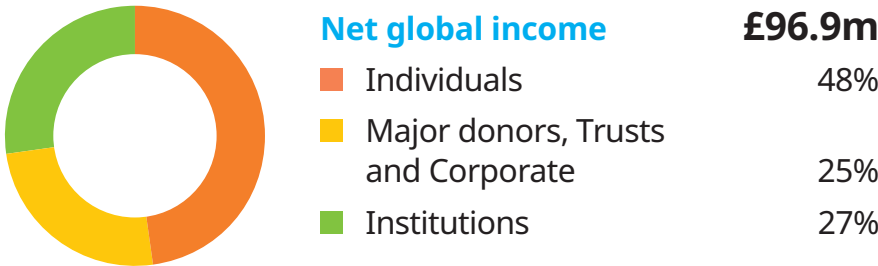 Net global income £96.9m
Individuals 48%
Major donors, Trusts
and Corporate 25%
Institutions 27%